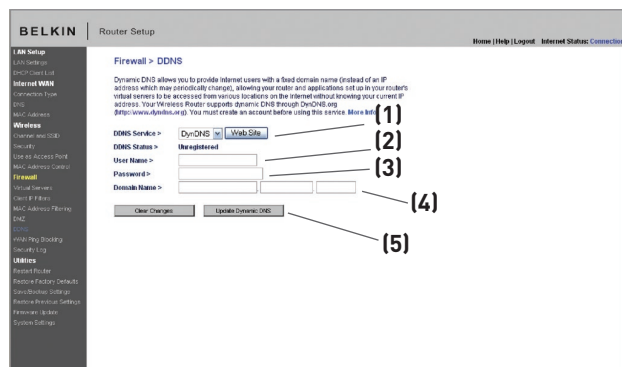 BELKIN
Router Setup
Home | Help | Logout Internet Status: Connection
LAN Setup
LAN Settings
DHCP Client List
Internet WAN
Connection Type
DNS
MAC Address
Wireless
Channel and SSID
Security
Use as Access Point
MAC Address Control
Firewall
Virtual Servers
Client IP Filters
MAC Address Filtering
DMZ
DDNS
WAN Ping Blocking
Security Log
Utilities
Restart Router
Restore Factory Defaults
Save/Backup Settings
Restore Previous Settings
Firmware Update
System Settings
Firewall > DDNS
Dynamic DNS allows you to provide Internet users with a fixed domain name (instead of an IP
address which may periodically change), allowing your router and applications set up in your router's
virtual servers to be accessed from various locations on the Internet without knowing your current IP
address. Your Wireless Router supports dynamic DNS through DynDNS.org
(http://www.dyndns.org). You must create an account before using this service. More Info
(1)
DDNS Service > DynDNS Web Site
(2)
DDNS Status > Unregistered
User Name >
(3)
Password >
Domain Name > .
(4)
Clear Changes Update Dynamic DNS
(5)